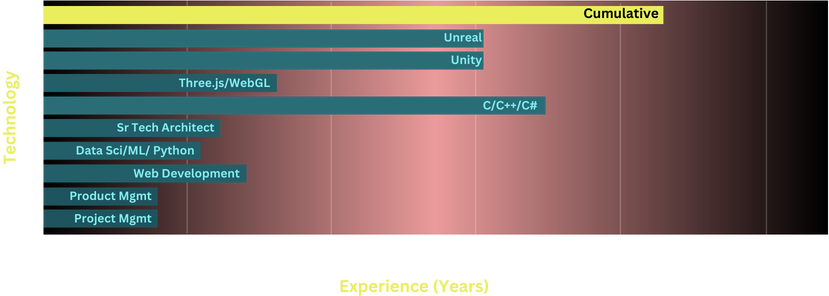 Cumulative
Unreal
Unity
Three.js/WebGL
C/C++/C#
Sr Tech Architect
Data Sci/ML/ Python
Web Development
Product Mgmt
Project Mgmt
Technology
Experience (Years)